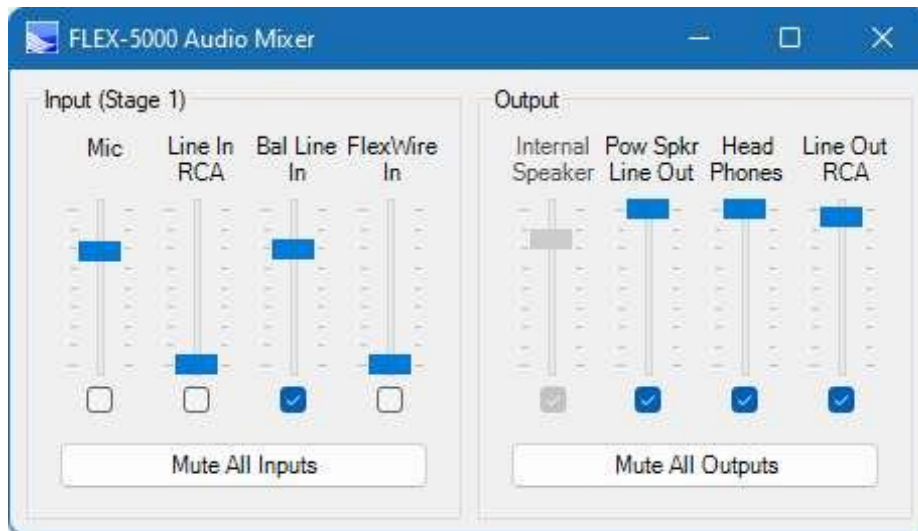 FLEX-5000 Audio Mixer
Input (Stage 1)
Mic
Line In
RCA
Bal Line
In
FlexWire
In
Mute All Inputs
Output
Internal
Speaker
Pow Spkr
Line Out
Head
Phones
Line Out
RCA
Mute All Outputs